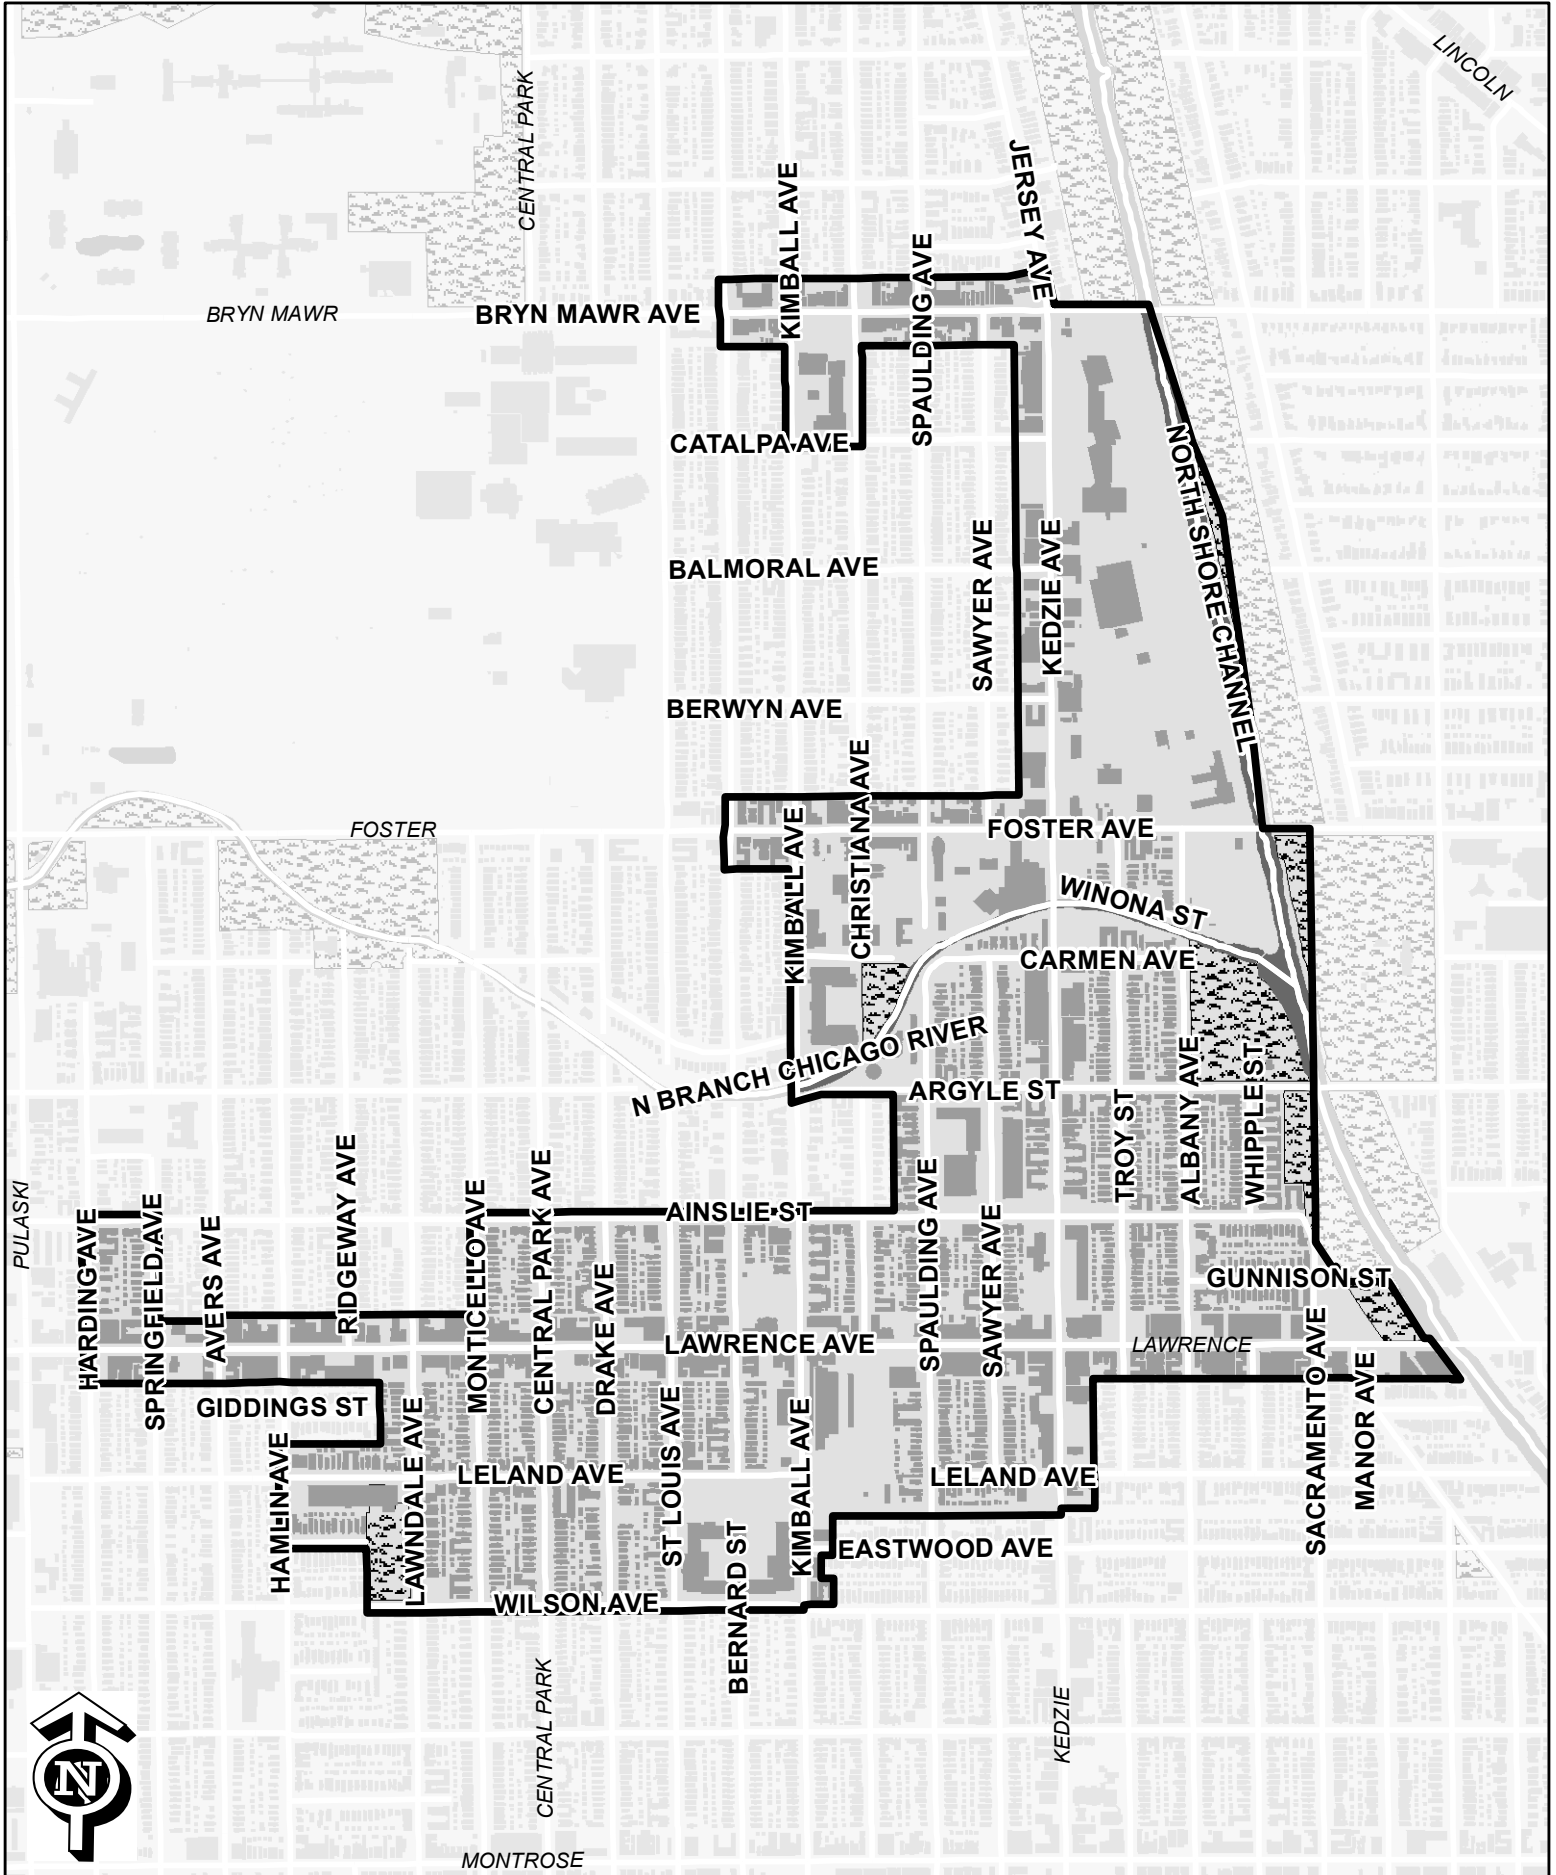 LINCOLN
CENTRAL PARK
JERSEY AVE
KIMBALL AVE
SPAULDING AVE
BRYN MAWR
BRYN MAWR AVE
CATALPA AVE
NORTH SHORE CHANNEL
BALMORAL AVE
SAWYER AVE
KEDZIE AVE
BERWYN AVE
CHRISTIANA AVE
FOSTER
FOSTER AVE
KIMBALL AVE
WINONA ST
CARMEN AVE
N BRANCH CHICAGO RIVER
ARGYLE ST
TROY ST
ALBANY AVE
WHIPPLE ST
PULASKI
HARDING AVE
SPRINGFIELD AVE
AVERS AVE
RIDGEWAY AVE
MONTICELLO AVE
CENTRAL PARK AVE
DRAKE AVE
AINSLIE ST
SPAULDING AVE
SAWYER AVE
GUNNISON ST
LAWRENCE AVE
LAWRENCE
SACRAMENTO AVE
MANOR AVE
GIDDINGS ST
HAMLIN AVE
LAWNDALE AVE
LELAND AVE
ST LOUIS AVE
KIMBALL AVE
LELAND AVE
BERNARD ST
EASTWOOD AVE
WILSON AVE
CENTRAL PARK
KEDZIE
N
MONTROSE